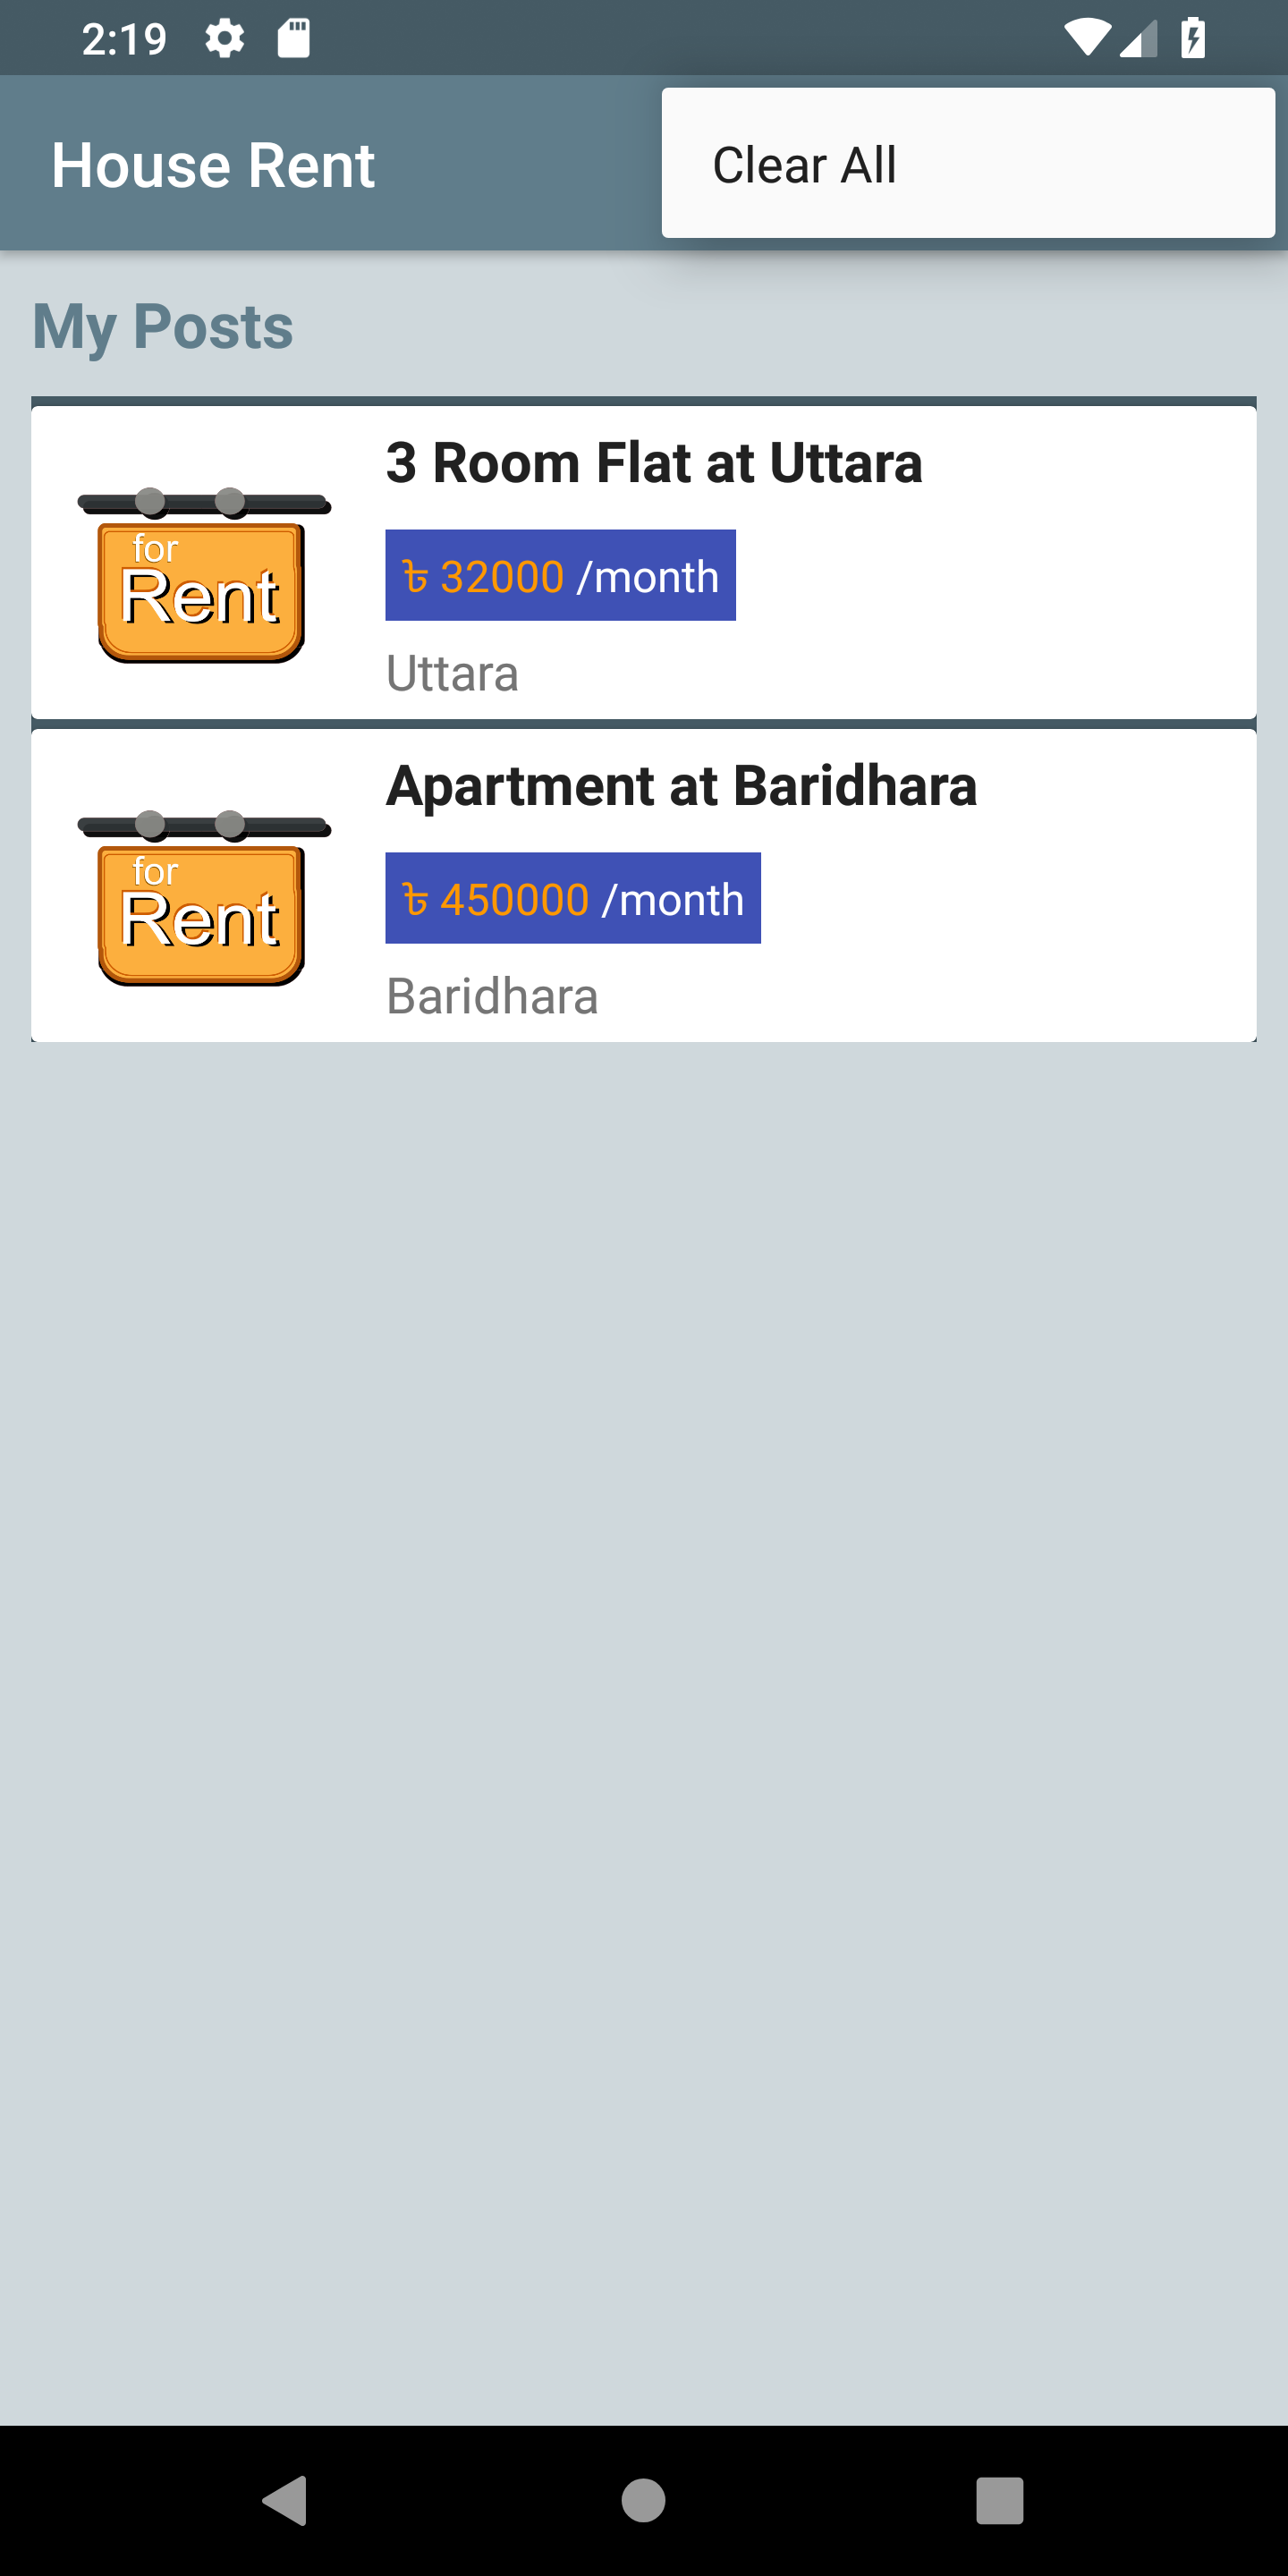 2:19
House Rent
Clear All
My Posts
3 Room Flat at Uttara
for
Rent
৳ 32000 /month
Uttara
Apartment at Baridhara
for
Rent
৳ 450000 /month
Baridhara